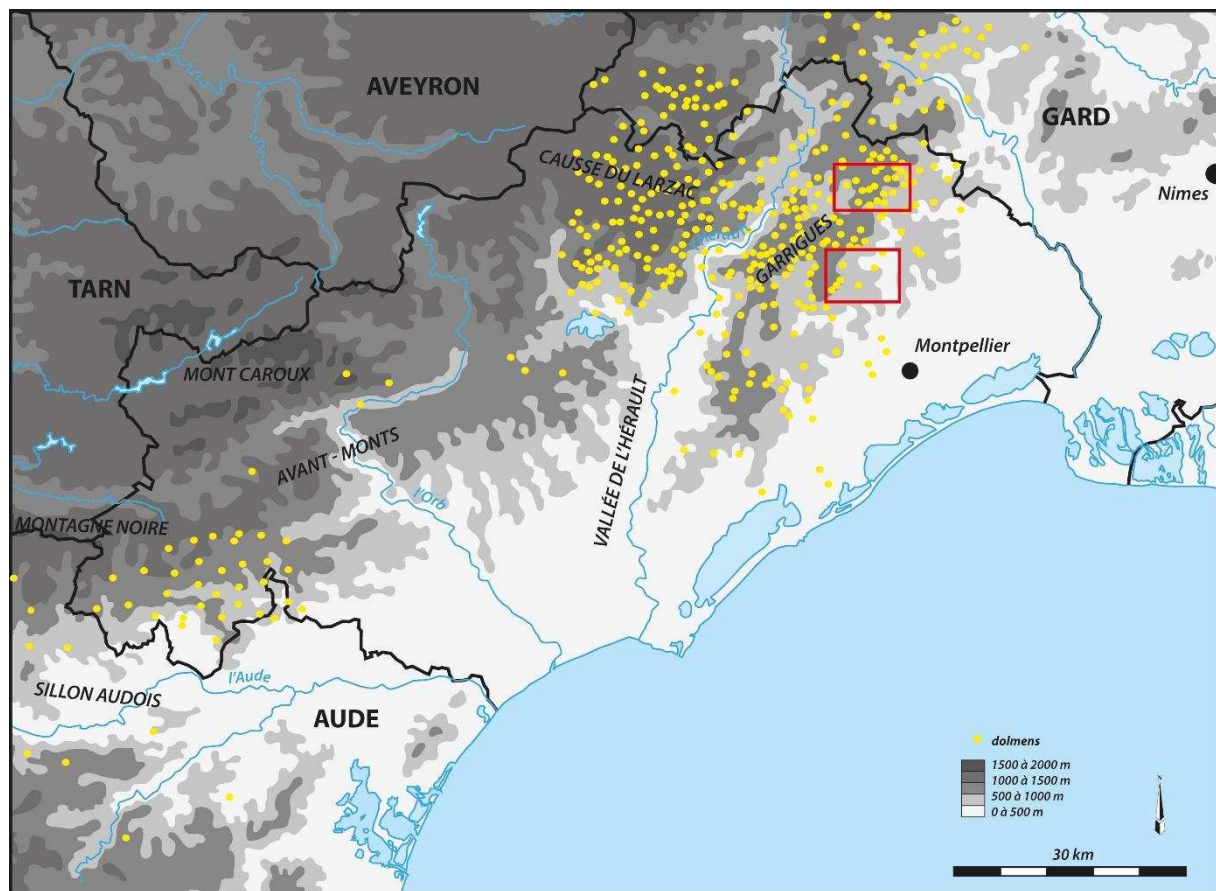 AVEYRON
GARD
CAUSSE DU LARZAC
Nimes
l'Hérault
GARRIGUES
TARN
MONT CAROUX
Montpellier
VALLÉE DE L'HÉRAULT
AVANT - MONTS
l'Orb
MONTAGNE NOIRE
l'Aude
SILLON AUDOIS
AUDE
dolmens
1500 à 2000 m
1000 à 1500 m
500 à 1000 m
0 à 500 m
N
30 km